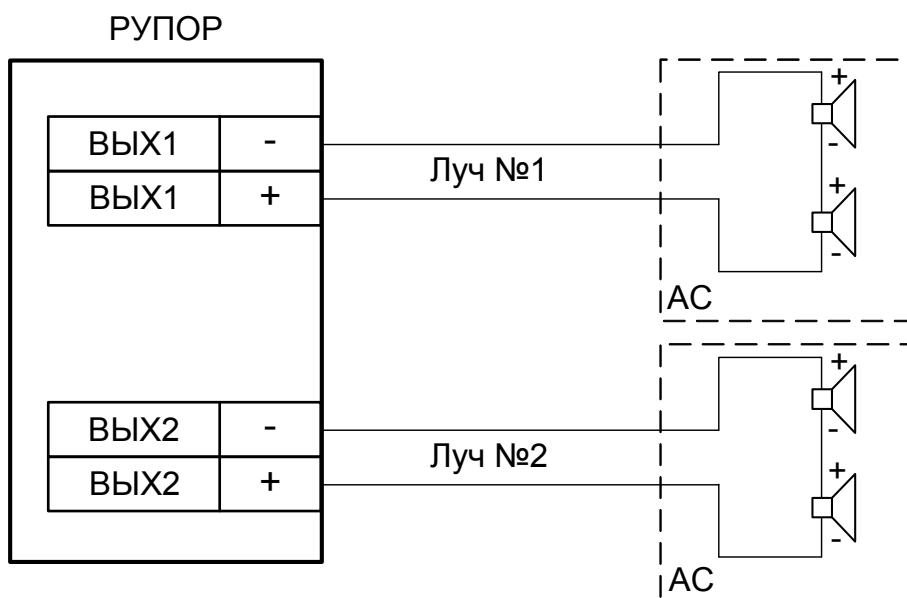 РУПОР
ВЫХ1 -
Луч №1
ВЫХ1 +
+
-
+
-
АС
ВЫХ2 -
Луч №2
ВЫХ2 +
+
-
+
-
АС